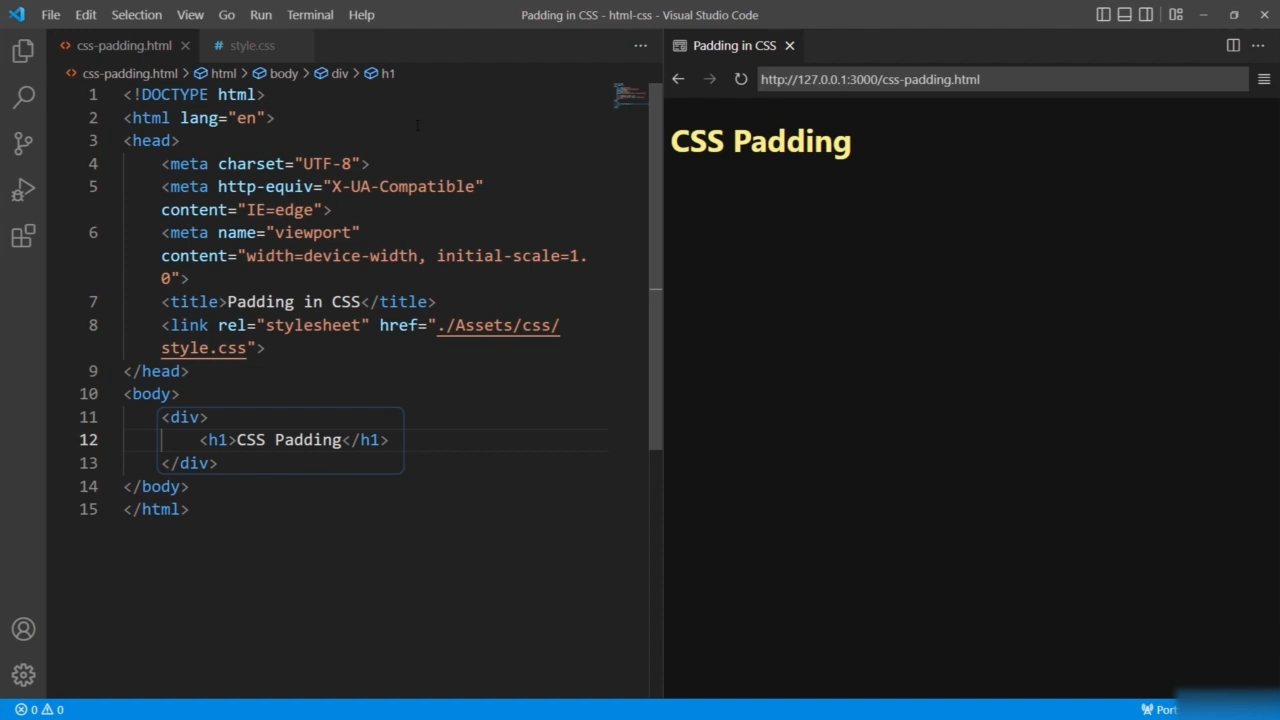 File Edit Selection View Go Run Terminal Help
Padding in CSS - html-css - Visual Studio Code
css-padding.html
# style.css
css-padding.html > html > body > div > h1
1 <!DOCTYPE html>
2 <html lang="en">
3 <head>
4 <meta charset="UTF-8">
5 <meta http-equiv="X-UA-Compatible"
content="IE=edge">
6 <meta name="viewport"
content="width=device-width, initial-scale=1.
0">
7 <title>Padding in CSS</title>
8 <link rel="stylesheet" href="./Assets/css/
style.css">
9 </head>
10 <body>
11 <div>
12 <h1>CSS Padding</h1>
13 </div>
14 </body>
15 </html>
Padding in CSS
http://127.0.0.1:3000/css-padding.html
CSS Padding
0 0
Port